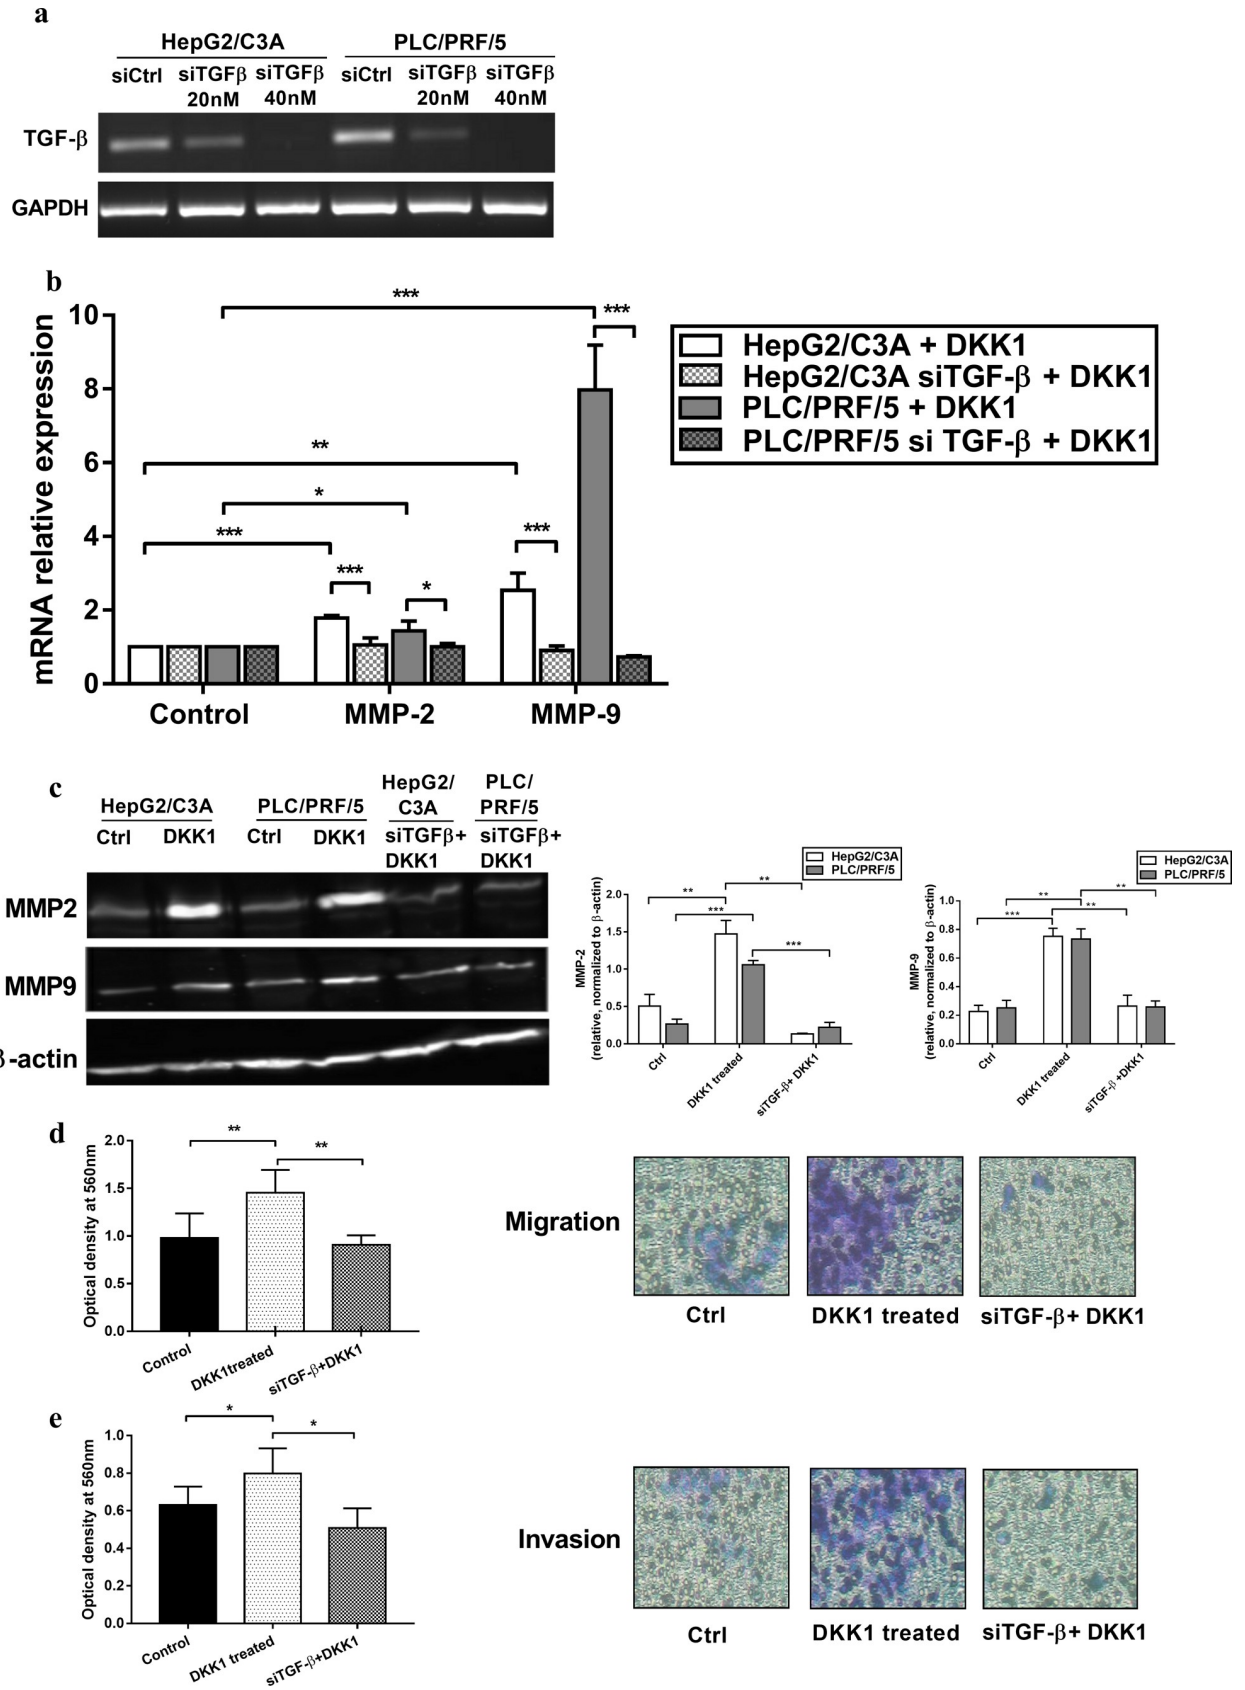 a
HepG2/C3A PLC/PRF/5
siCtrl siTGFβ siTGFβ siCtrl siTGFβ siTGFβ
20nM 40nM 20nM 40nM
TGF-β
GAPDH
b
mRNA relative expression
10
8
6
4
2
0
***
***
**
*
***
***
*
***
Control MMP-2 MMP-9
HepG2/C3A + DKK1
HepG2/C3A siTGF-β + DKK1
PLC/PRF/5 + DKK1
PLC/PRF/5 si TGF-β + DKK1
c
HepG2/C3A PLC/PRF/5 HepG2/ PLC/
C3A PRF/5
Ctrl DKK1 Ctrl DKK1 siTGFβ+ siTGFβ+
DKK1 DKK1
MMP2
MMP9
β-actin
HepG2/C3A
PLC/PRF/5
MMP-2
(relative, normalized to β-actin)
2.0
1.5
1.0
0.5
0.0
**
**
***
***
Ctrl
DKK1 treated
siTGF-β+ DKK1
HepG2/C3A
PLC/PRF/5
MMP-9
(relative, normalized to β-actin)
1.0
0.8
0.6
0.4
0.2
0.0
**
**
***
**
Ctrl
DKK1 treated
siTGF-β +DKK1
d
Optical density at 560nm
2.0
1.5
1.0
0.5
0.0
**
**
Control
DKK1treated
siTGF-β+DKK1
Migration
Ctrl DKK1 treated siTGF-β+ DKK1
e
Optical density at 560nm
1.0
0.8
0.6
0.4
0.2
0.0
*
*
Control
DKK1 treated
siTGF-β+DKK1
Invasion
Ctrl DKK1 treated siTGF-β+ DKK1